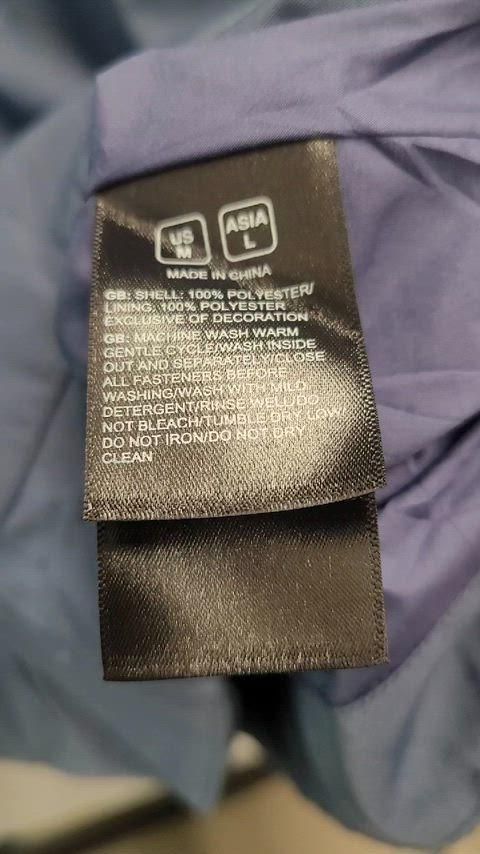 US
M
ASIA
L
MADE IN CHINA
GB: SHELL: 100% POLYESTER/
LINING: 100% POLYESTER
EXCLUSIVE OF DECORATION
GB: MACHINE WASH WARM
GENTLE CYCLE/WASH INSIDE
OUT AND SEPARATELY/CLOSE
ALL FASTENERS BEFORE
WASHING/WASH WITH MILD
DETERGENT/RINSE WELL/DO
NOT BLEACH/TUMBLE DRY LOW/
DO NOT IRON/DO NOT DRY
CLEAN